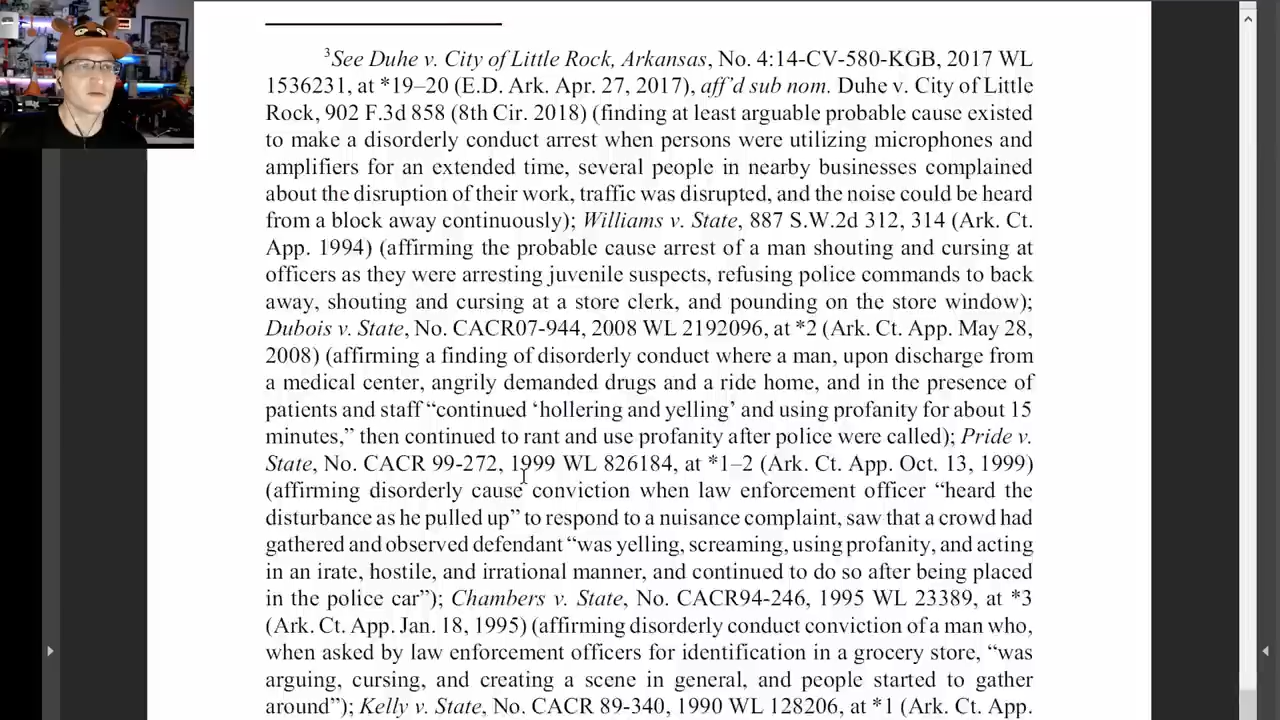 ³See Duhe v. City of Little Rock, Arkansas, No. 4:14-CV-580-KGB, 2017 WL
1536231, at *19–20 (E.D. Ark. Apr. 27, 2017), aff’d sub nom. Duhe v. City of Little
Rock, 902 F.3d 858 (8th Cir. 2018) (finding at least arguable probable cause existed
to make a disorderly conduct arrest when persons were utilizing microphones and
amplifiers for an extended time, several people in nearby businesses complained
about the disruption of their work, traffic was disrupted, and the noise could be heard
from a block away continuously); Williams v. State, 887 S.W.2d 312, 314 (Ark. Ct.
App. 1994) (affirming the probable cause arrest of a man shouting and cursing at
officers as they were arresting juvenile suspects, refusing police commands to back
away, shouting and cursing at a store clerk, and pounding on the store window);
Dubois v. State, No. CACR07-944, 2008 WL 2192096, at *2 (Ark. Ct. App. May 28,
2008) (affirming a finding of disorderly conduct where a man, upon discharge from
a medical center, angrily demanded drugs and a ride home, and in the presence of
patients and staff “continued ‘hollering and yelling’ and using profanity for about 15
minutes,” then continued to rant and use profanity after police were called); Pride v.
State, No. CACR 99-272, 1999 WL 826184, at *1–2 (Ark. Ct. App. Oct. 13, 1999)
(affirming disorderly cause conviction when law enforcement officer “heard the
disturbance as he pulled up” to respond to a nuisance complaint, saw that a crowd had
gathered and observed defendant “was yelling, screaming, using profanity, and acting
in an irate, hostile, and irrational manner, and continued to do so after being placed
in the police car”); Chambers v. State, No. CACR94-246, 1995 WL 23389, at *3
(Ark. Ct. App. Jan. 18, 1995) (affirming disorderly conduct conviction of a man who,
when asked by law enforcement officers for identification in a grocery store, “was
arguing, cursing, and creating a scene in general, and people started to gather
around”); Kelly v. State, No. CACR 89-340, 1990 WL 128206, at *1 (Ark. Ct. App.